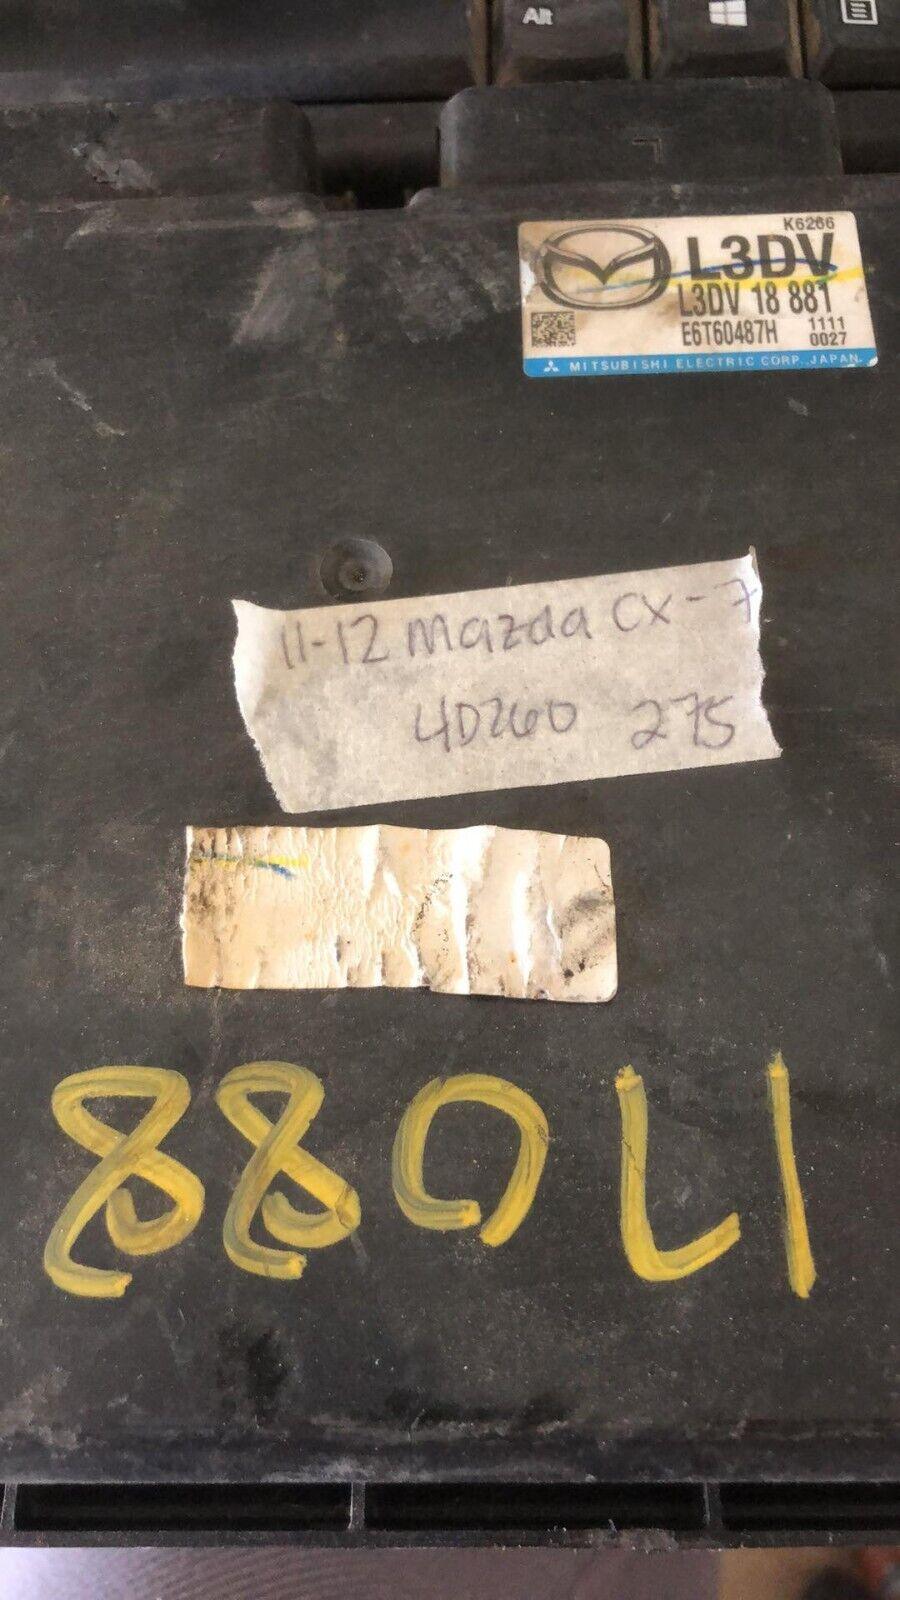 Alt
K6266
L3DV
L3DV 18 881
E6T60487H 1111
0027
MITSUBISHI ELECTRIC CORP., JAPAN.
11-12 Mazda CX-7
4D260 275